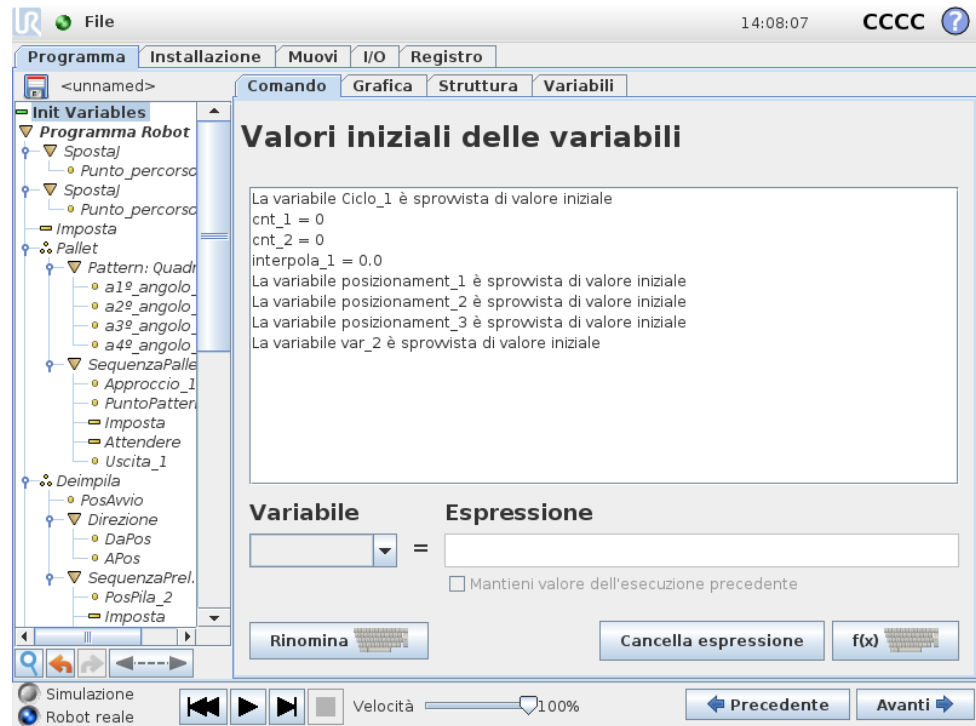 UR File 14:08:07 CCCC ?
Programma Installazione Muovi I/O Registro
<unnamed> Comando Grafica Struttura Variabili
Init Variables
Programma Robot
SpostaJ
Punto_percorso
SpostaJ
Punto_percorso
Imposta
Pallet
Pattern: Quadr
a1º_angolo_
a2º_angolo_
a3º_angolo_
a4º_angolo_
SequenzaPalle
Approccio_1
PuntoPattern
Imposta
Attendere
Uscita_1
Deimpila
PosAvvio
Direzione
DaPos
APos
SequenzaPrel.
PosPila_2
Imposta
Valori iniziali delle variabili
La variabile Ciclo_1 è sprovvista di valore iniziale
cnt_1 = 0
cnt_2 = 0
interpola_1 = 0.0
La variabile posizionament_1 è sprovvista di valore iniziale
La variabile posizionament_2 è sprovvista di valore iniziale
La variabile posizionament_3 è sprovvista di valore iniziale
La variabile var_2 è sprovvista di valore iniziale
Variabile Espressione
=
Mantieni valore dell'esecuzione precedente
Rinomina Cancella espressione f(x)
Simulazione
Robot reale
Velocità 100% Precedente Avanti